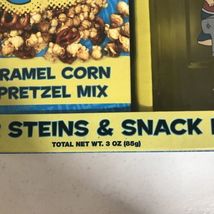 RAMEL CORN
PRETZEL MIX
STEINS & SNACK
TOTAL NET WT. 3 OZ (85g)